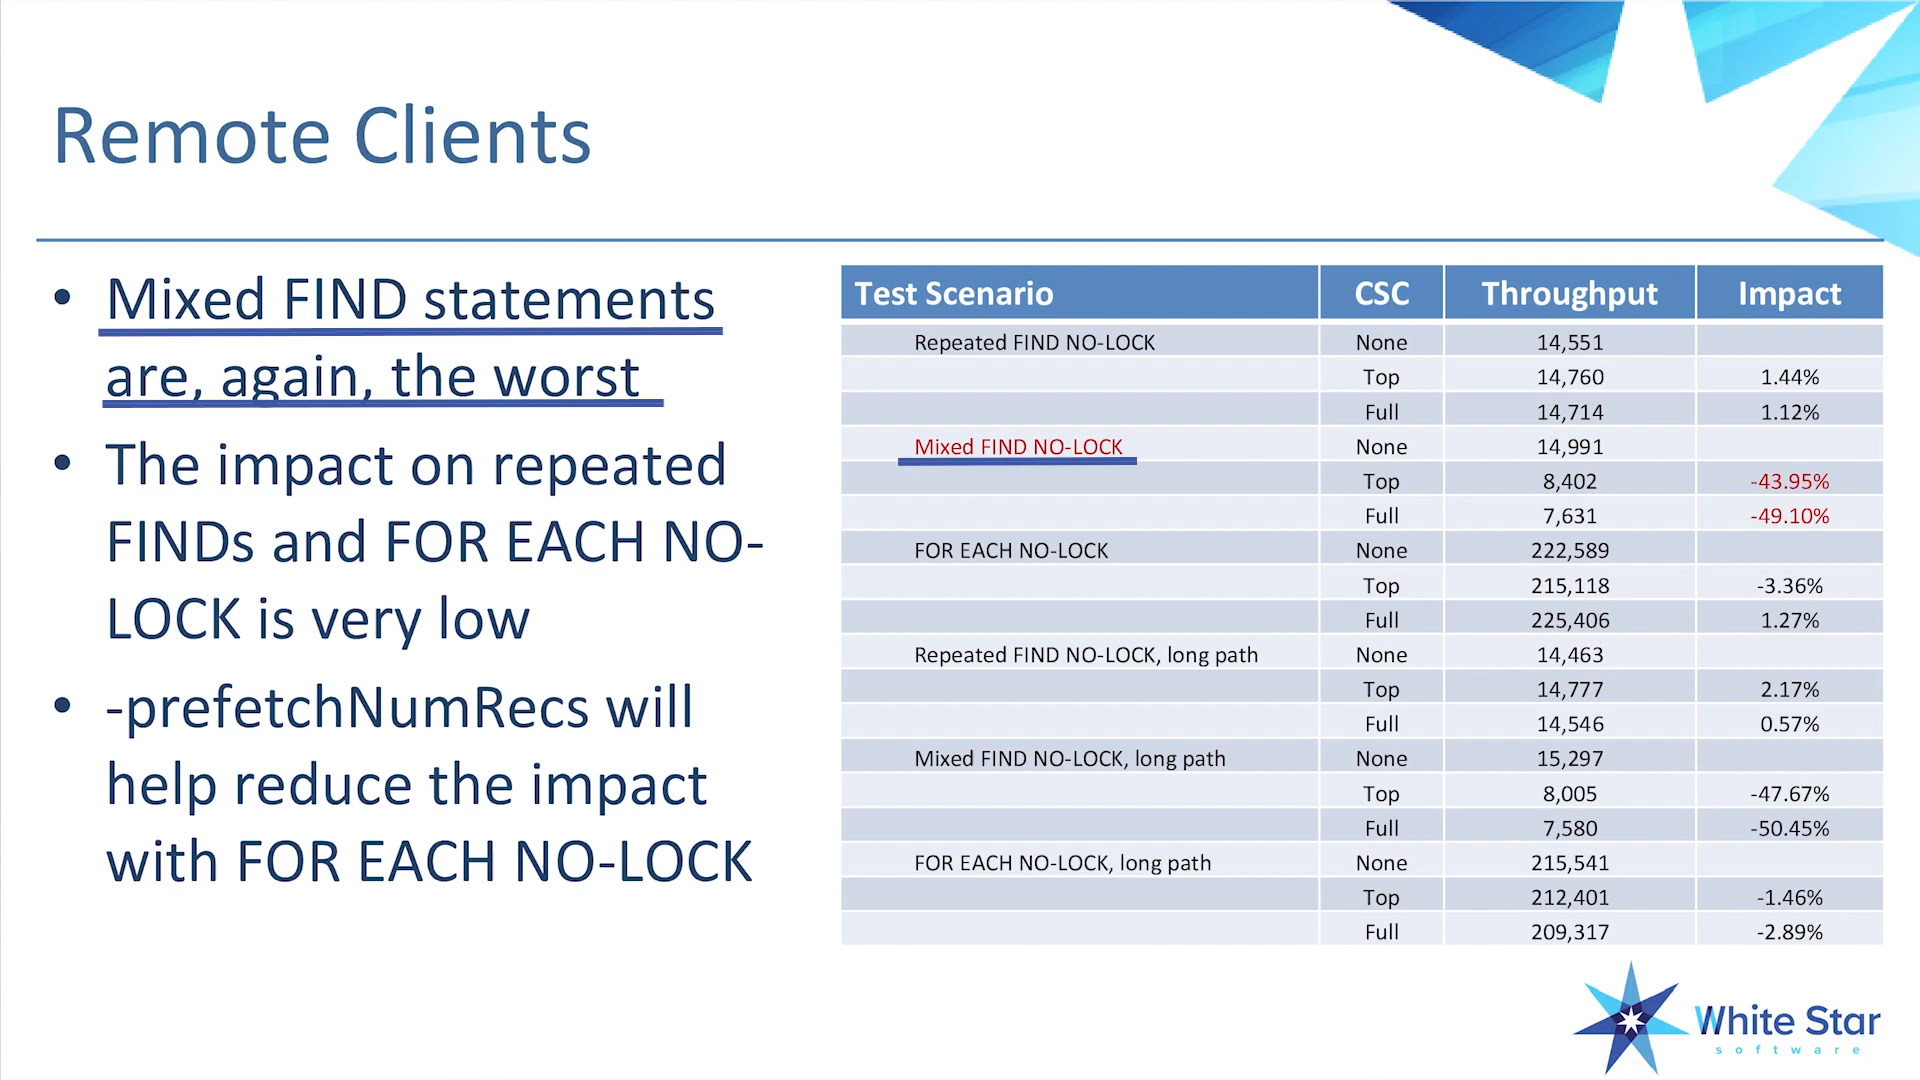 Remote Clients
• Mixed FIND statements
are, again, the worst
• The impact on repeated
FINDs and FOR EACH NO-
LOCK is very low
• -prefetchNumRecs will
help reduce the impact
with FOR EACH NO-LOCK
Test Scenario CSC Throughput Impact
Repeated FIND NO-LOCK None 14,551
Top 14,760 1.44%
Full 14,714 1.12%
Mixed FIND NO-LOCK None 14,991
Top 8,402 -43.95%
Full 7,631 -49.10%
FOR EACH NO-LOCK None 222,589
Top 215,118 -3.36%
Full 225,406 1.27%
Repeated FIND NO-LOCK, long path None 14,463
Top 14,777 2.17%
Full 14,546 0.57%
Mixed FIND NO-LOCK, long path None 15,297
Top 8,005 -47.67%
Full 7,580 -50.45%
FOR EACH NO-LOCK, long path None 215,541
Top 212,401 -1.46%
Full 209,317 -2.89%
White Star
software